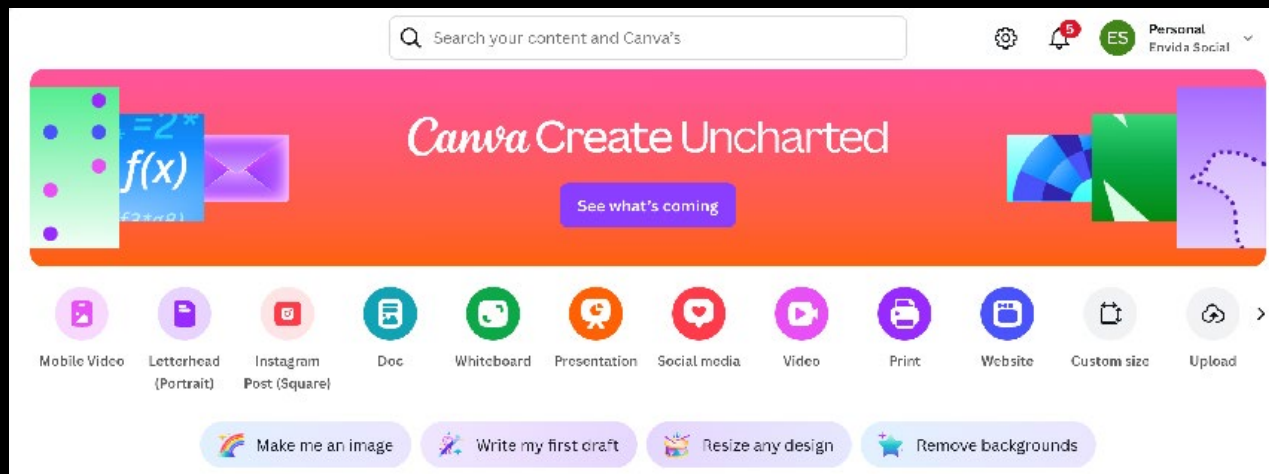 Search your content and Canva's
5
ES
Personal
Envida Social
=2*
f(x)
Canva Create Uncharted
See what's coming
Mobile Video
Letterhead
(Portrait)
Instagram
Post (Square)
Doc
Whiteboard
Presentation
Social media
Video
Print
Website
Custom size
Upload
Make me an image
Write my first draft
Resize any design
Remove backgrounds